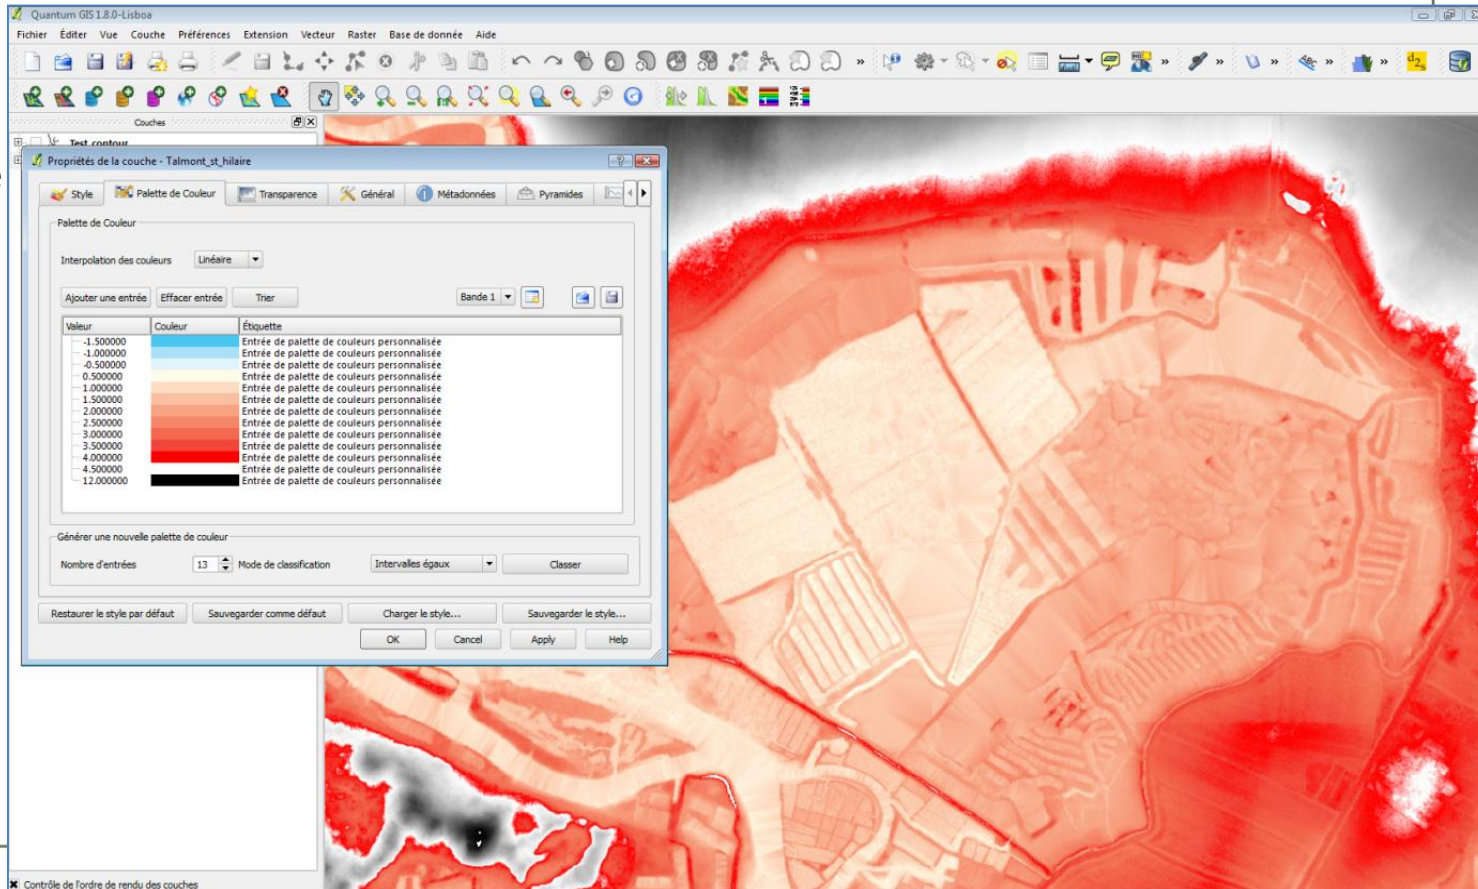 Quantum GIS 1.8.0-Lisboa
Fichier Éditer Vue Couche Préférences Extension Vecteur Raster Base de donnée Aide
Couches
Test contour
Propriétés de la couche - Talmont_st_hilaire
Style Palette de Couleur Transparence Général Métadonnées Pyramides
Palette de Couleur
Interpolation des couleurs Linéaire
Ajouter une entrée Effacer entrée Trier Bande 1
Valeur Couleur Étiquette
-1.500000 Entrée de palette de couleurs personnalisée
-1.000000 Entrée de palette de couleurs personnalisée
-0.500000 Entrée de palette de couleurs personnalisée
0.500000 Entrée de palette de couleurs personnalisée
1.000000 Entrée de palette de couleurs personnalisée
1.500000 Entrée de palette de couleurs personnalisée
2.000000 Entrée de palette de couleurs personnalisée
2.500000 Entrée de palette de couleurs personnalisée
3.000000 Entrée de palette de couleurs personnalisée
3.500000 Entrée de palette de couleurs personnalisée
4.000000 Entrée de palette de couleurs personnalisée
4.500000 Entrée de palette de couleurs personnalisée
12.000000 Entrée de palette de couleurs personnalisée
Générer une nouvelle palette de couleur
Nombre d'entrées 13 Mode de classification Intervalles égaux Classer
Restaurer le style par défaut Sauvegarder comme défaut Charger le style... Sauvegarder le style...
OK Cancel Apply Help
Contrôle de l'ordre de rendu des couches